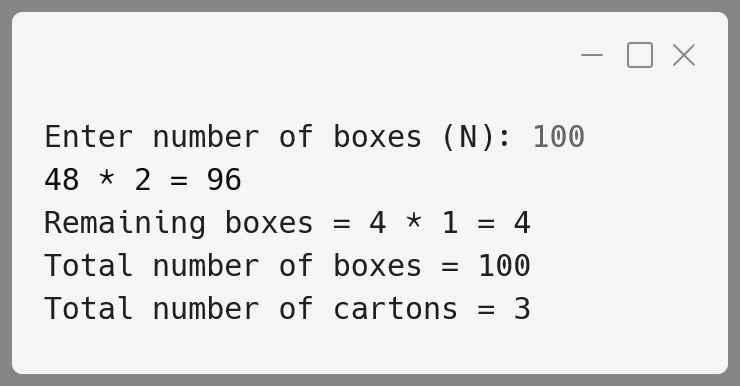 Enter number of boxes (N): 100
48 * 2 = 96
Remaining boxes = 4 * 1 = 4
Total number of boxes = 100
Total number of cartons = 3